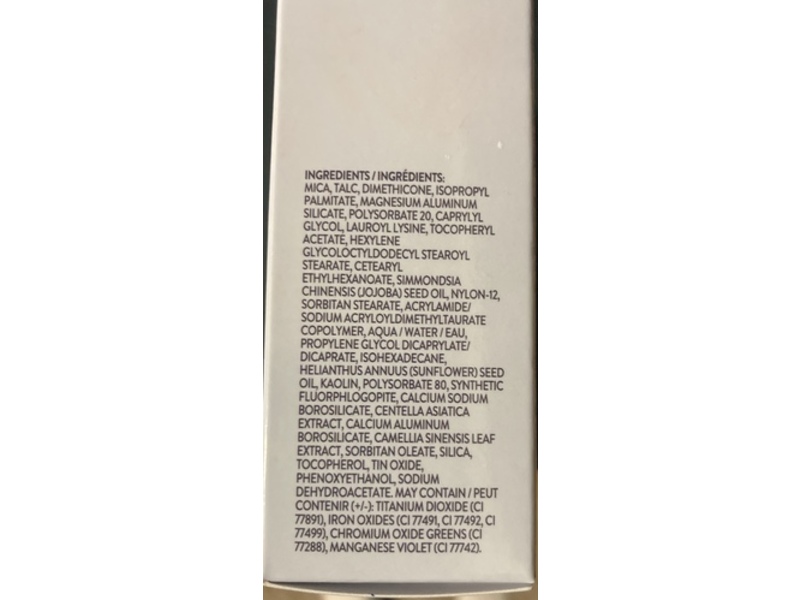 INGREDIENTS / INGRÉDIENTS:
MICA, TALC, DIMETHICONE, ISOPROPYL
PALMITATE, MAGNESIUM ALUMINUM
SILICATE, POLYSORBATE 20, CAPRYLYL
GLYCOL, LAUROYL LYSINE, TOCOPHERYL
ACETATE, HEXYLENE
GLYCOLOCTYLDODECYL STEAROYL
STEARATE, CETEARYL
ETHYLHEXANOATE, SIMMONDSIA
CHINENSIS (JOJOBA) SEED OIL, NYLON-12,
SORBITAN STEARATE, ACRYLAMIDE/
SODIUM ACRYLOYLDIMETHYLTAURATE
COPOLYMER, AQUA / WATER / EAU,
PROPYLENE GLYCOL DICAPRYLATE/
DICAPRATE, ISOHEXADECANE,
HELIANTHUS ANNUUS (SUNFLOWER) SEED
OIL, KAOLIN, POLYSORBATE 80, SYNTHETIC
FLUORPHLOGOPITE, CALCIUM SODIUM
BOROSILICATE, CENTELLA ASIATICA
EXTRACT, CALCIUM ALUMINUM
BOROSILICATE, CAMELLIA SINENSIS LEAF
EXTRACT, SORBITAN OLEATE, SILICA,
TOCOPHEROL, TIN OXIDE,
PHENOXYETHANOL, SODIUM
DEHYDROACETATE. MAY CONTAIN / PEUT
CONTENIR (+/-): TITANIUM DIOXIDE (CI
77891), IRON OXIDES (CI 77491, CI 77492, CI
77499), CHROMIUM OXIDE GREENS (CI
77288), MANGANESE VIOLET (CI 77742).